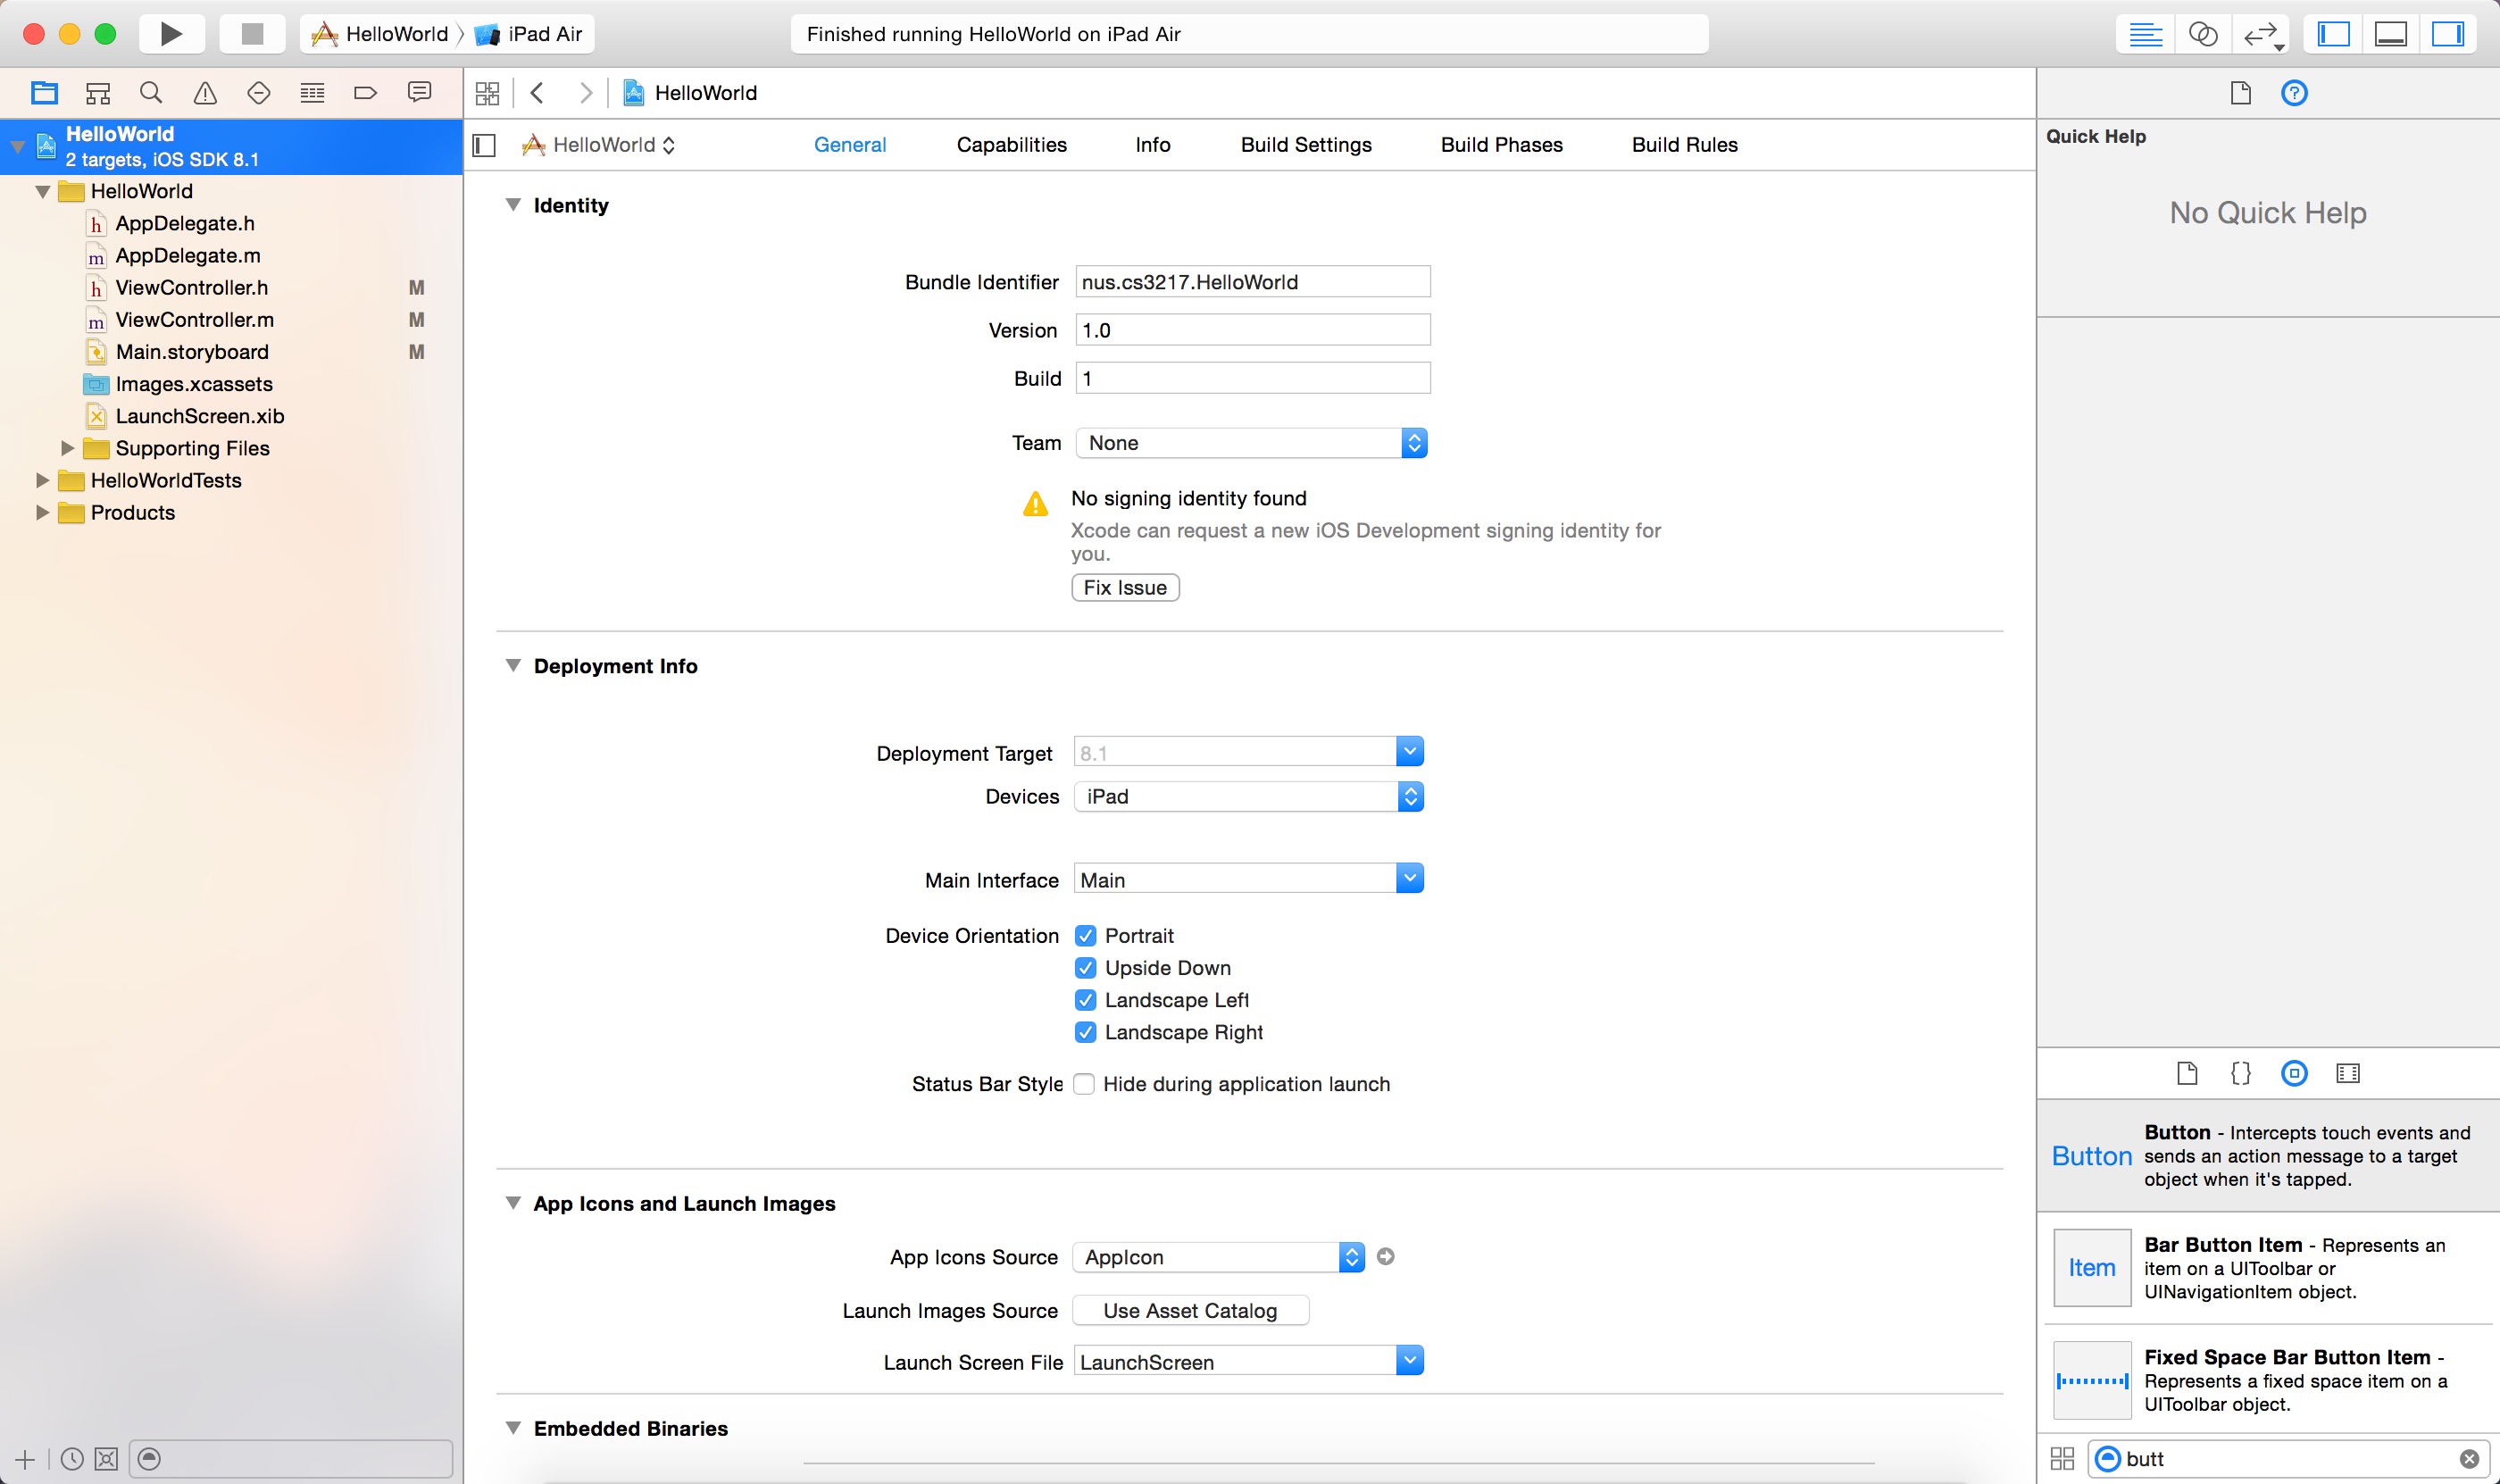 HelloWorld
iPad Air
Finished running HelloWorld on iPad Air
HelloWorld
2 targets, iOS SDK 8.1
HelloWorld
AppDelegate.h
AppDelegate.m
ViewController.h M
ViewController.m M
Main.storyboard M
Images.xcassets
LaunchScreen.xib
Supporting Files
HelloWorldTests
Products
HelloWorld
HelloWorld General Capabilities Info Build Settings Build Phases Build Rules
Identity
Bundle Identifier nus.cs3217.HelloWorld
Version 1.0
Build 1
Team None
No signing identity found
Xcode can request a new iOS Development signing identity for
you.
Fix Issue
Deployment Info
Deployment Target 8.1
Devices iPad
Main Interface Main
Device Orientation Portrait
Upside Down
Landscape Left
Landscape Right
Status Bar Style Hide during application launch
App Icons and Launch Images
App Icons Source AppIcon
Launch Images Source Use Asset Catalog
Launch Screen File LaunchScreen
Embedded Binaries
Quick Help
No Quick Help
Button
Button - Intercepts touch events and
sends an action message to a target
object when it's tapped.
Item
Bar Button Item - Represents an
item on a UIToolbar or
UINavigationItem object.
Fixed Space Bar Button Item -
Represents a fixed space item on a
UIToolbar object.
butt